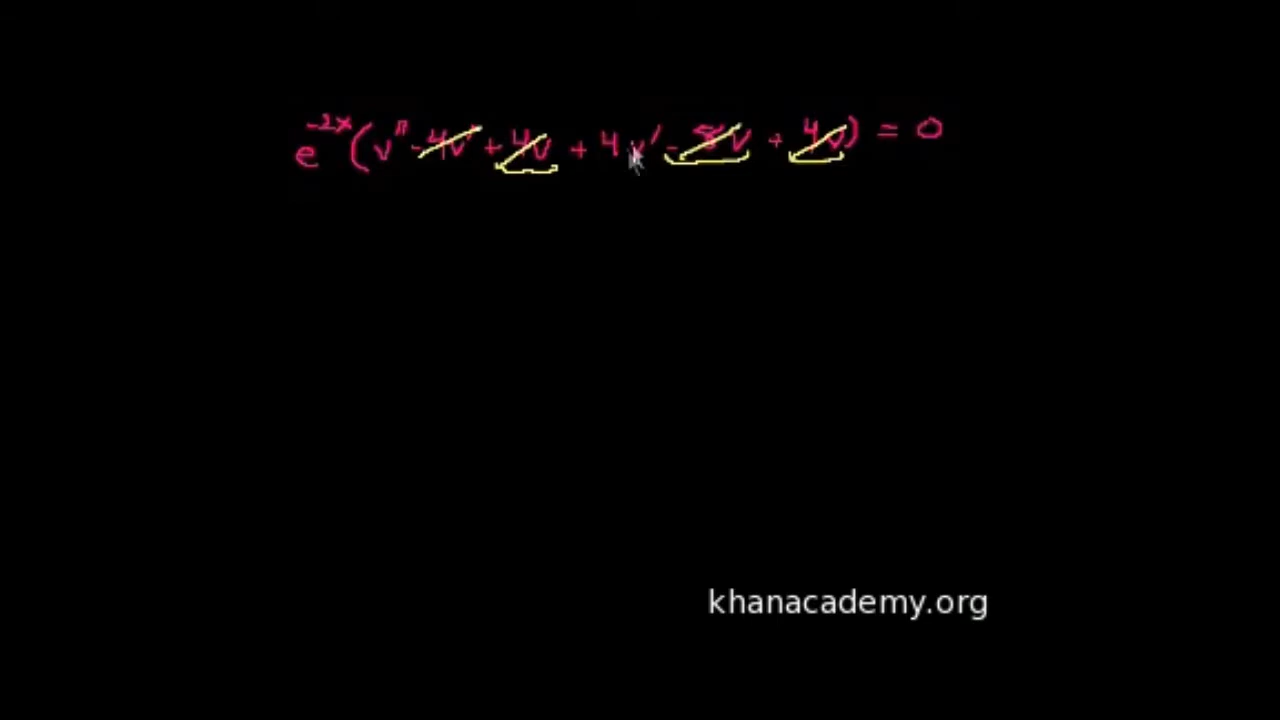 e^{-2x}(v'' - 4v' + 4v + 4v' - 8v + 4v) = 0
khanacademy.org